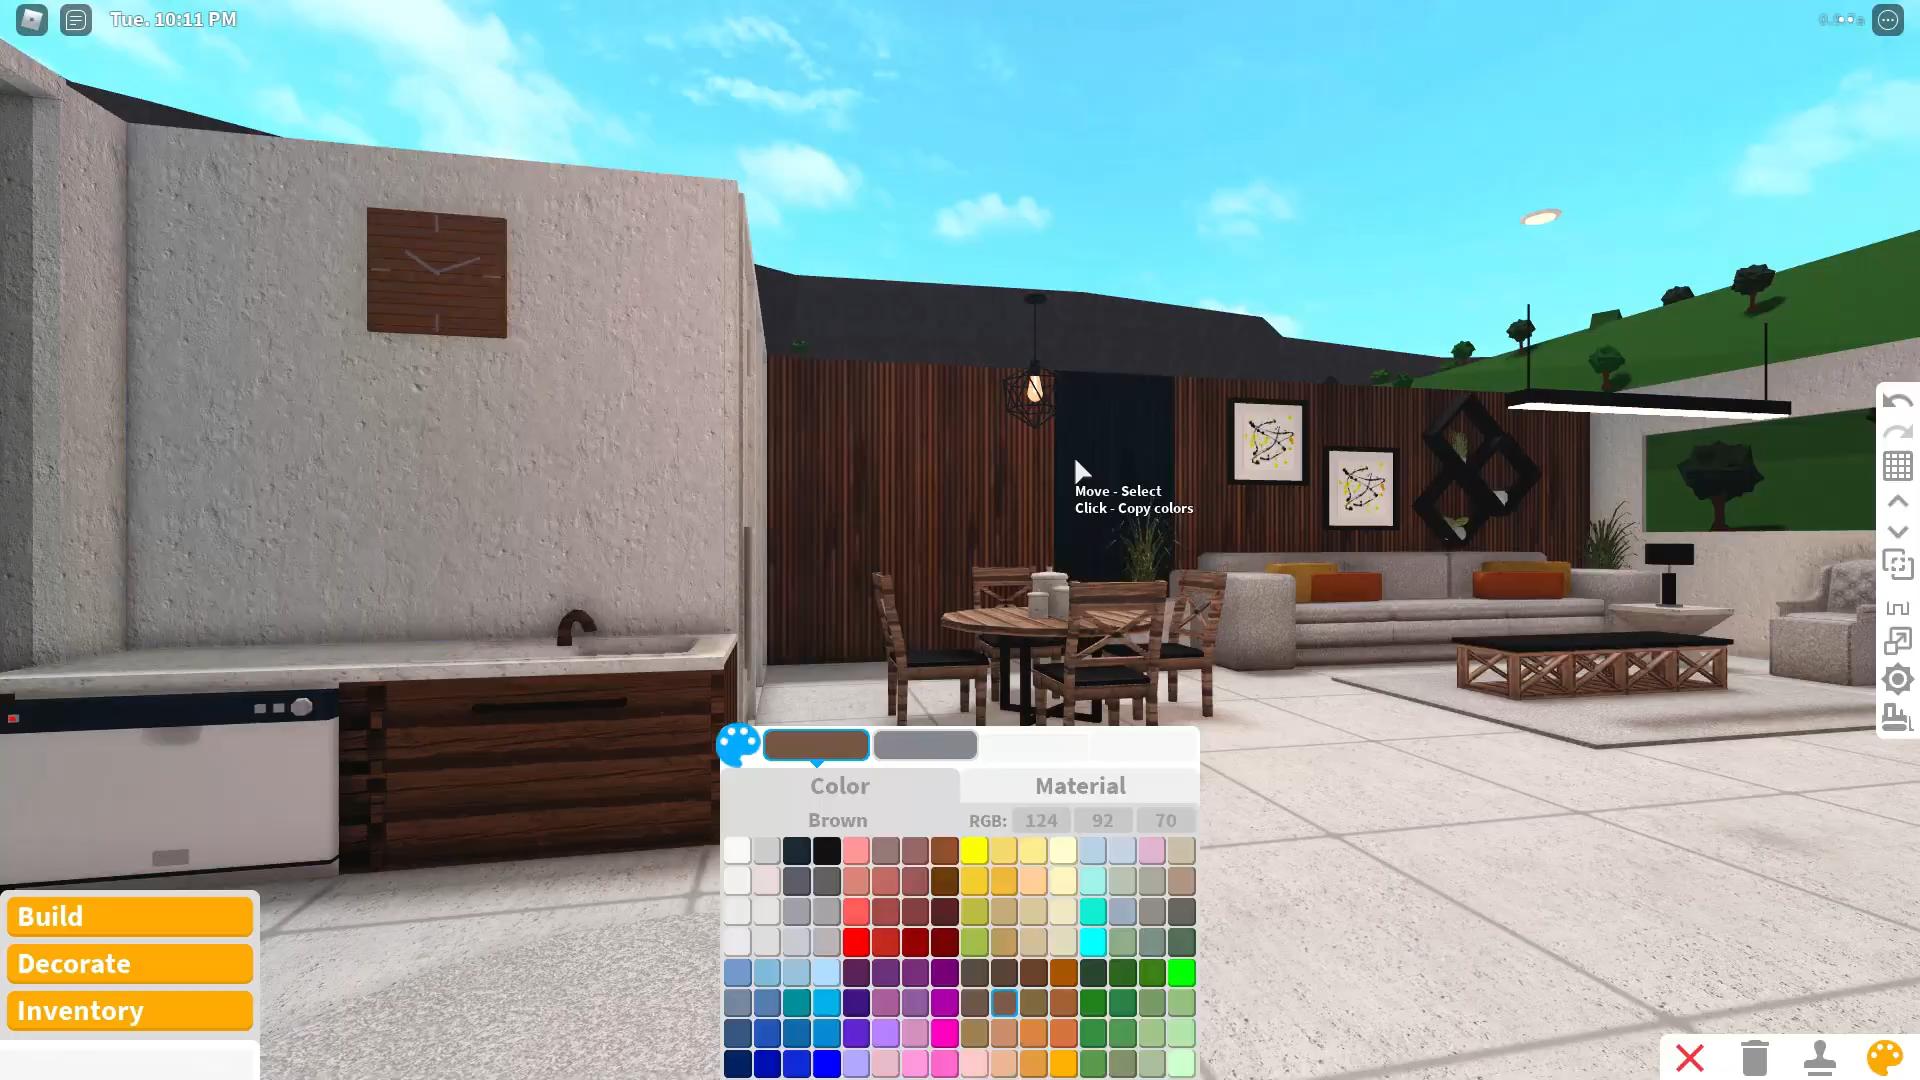 Tue. 10:11 PM
Move - Select
Click - Copy colors
Color
Material
Brown
RGB: 124 92 70
Build
Decorate
Inventory